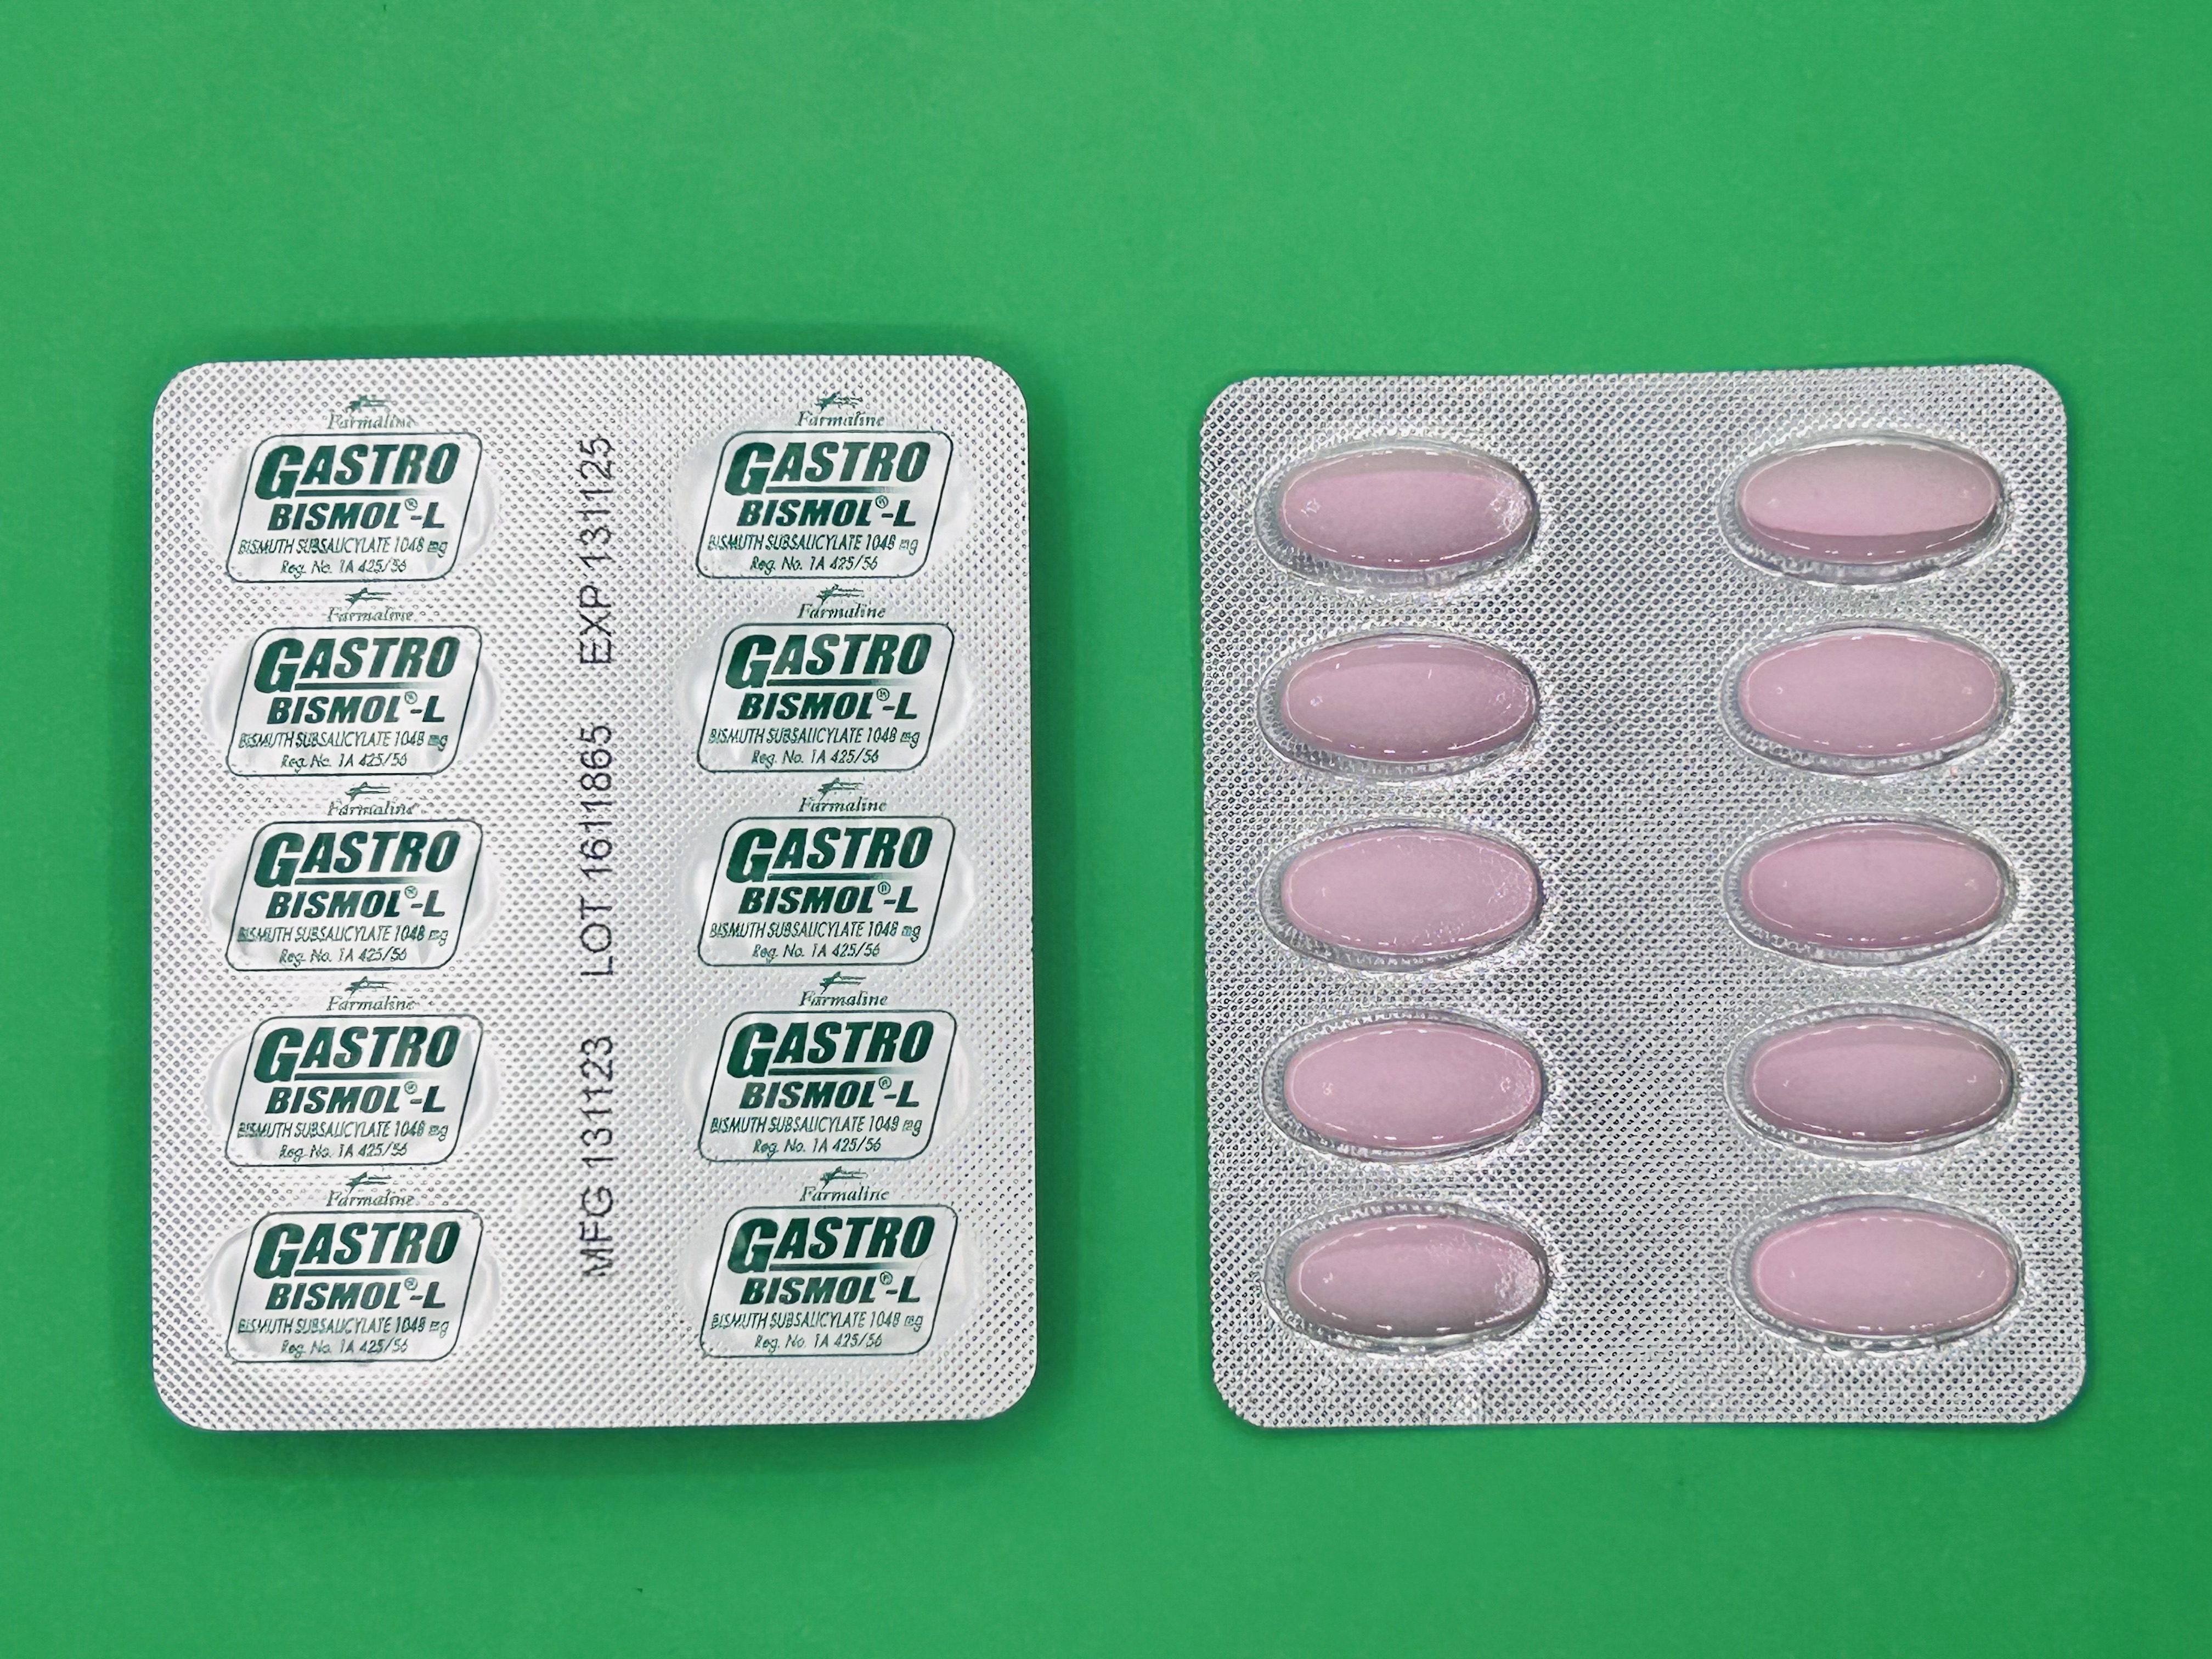 Farmaline
GASTRO
BISMOL®-L
BISMUTH SUBSALICYLATE 1048 mg
Reg. No. 1A 425/56
Farmaline
GASTRO
BISMOL®-L
BISMUTH SUBSALICYLATE 1048 mg
Reg. No. 1A 425/56
Farmaline
GASTRO
BISMOL®-L
BISMUTH SUBSALICYLATE 1048 mg
Reg. No. 1A 425/56
Farmaline
GASTRO
BISMOL®-L
BISMUTH SUBSALICYLATE 1048 mg
Reg. No. 1A 425/56
Farmaline
GASTRO
BISMOL®-L
BISMUTH SUBSALICYLATE 1048 mg
Reg. No. 1A 425/56
MFG 131123 LOT 1611865 EXP 131125
Farmaline
GASTRO
BISMOL®-L
BISMUTH SUBSALICYLATE 1048 mg
Reg. No. 1A 425/56
Farmaline
GASTRO
BISMOL®-L
BISMUTH SUBSALICYLATE 1048 mg
Reg. No. 1A 425/56
Farmaline
GASTRO
BISMOL®-L
BISMUTH SUBSALICYLATE 1048 mg
Reg. No. 1A 425/56
Farmaline
GASTRO
BISMOL®-L
BISMUTH SUBSALICYLATE 1048 mg
Reg. No. 1A 425/56
Farmaline
GASTRO
BISMOL®-L
BISMUTH SUBSALICYLATE 1048 mg
Reg. No. 1A 425/56